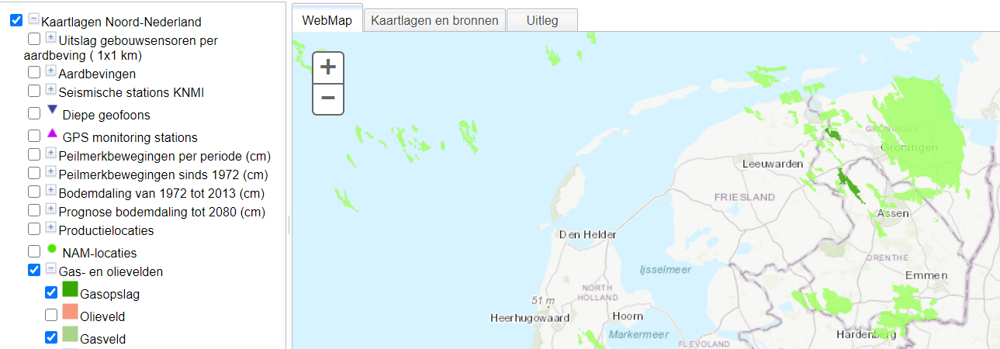 Kaartlagen Noord-Nederland
Uitslag gebouwsensoren per
aardbeving ( 1x1 km)
Aardbevingen
Seismische stations KNMI
Diepe geofoons
GPS monitoring stations
Peilmerkbewegingen per periode (cm)
Peilmerkbewegingen sinds 1972 (cm)
Bodemdaling van 1972 tot 2013 (cm)
Prognose bodemdaling tot 2080 (cm)
Productielocaties
NAM-locaties
Gas- en olievelden
Gasopslag
Olieveld
Gasveld
WebMap
Kaartlagen en bronnen
Uitleg
+
−
GRONINGEN
Groningen
Leeuwarden
FRIESLAND
Assen
Den Helder
DRENTHE
Ijsselmeer
Emmen
NORTH
HOLLAND
51 m
Heerhugowaard
Hoorn
Markermeer
Hardenberg
FLEVOLAND